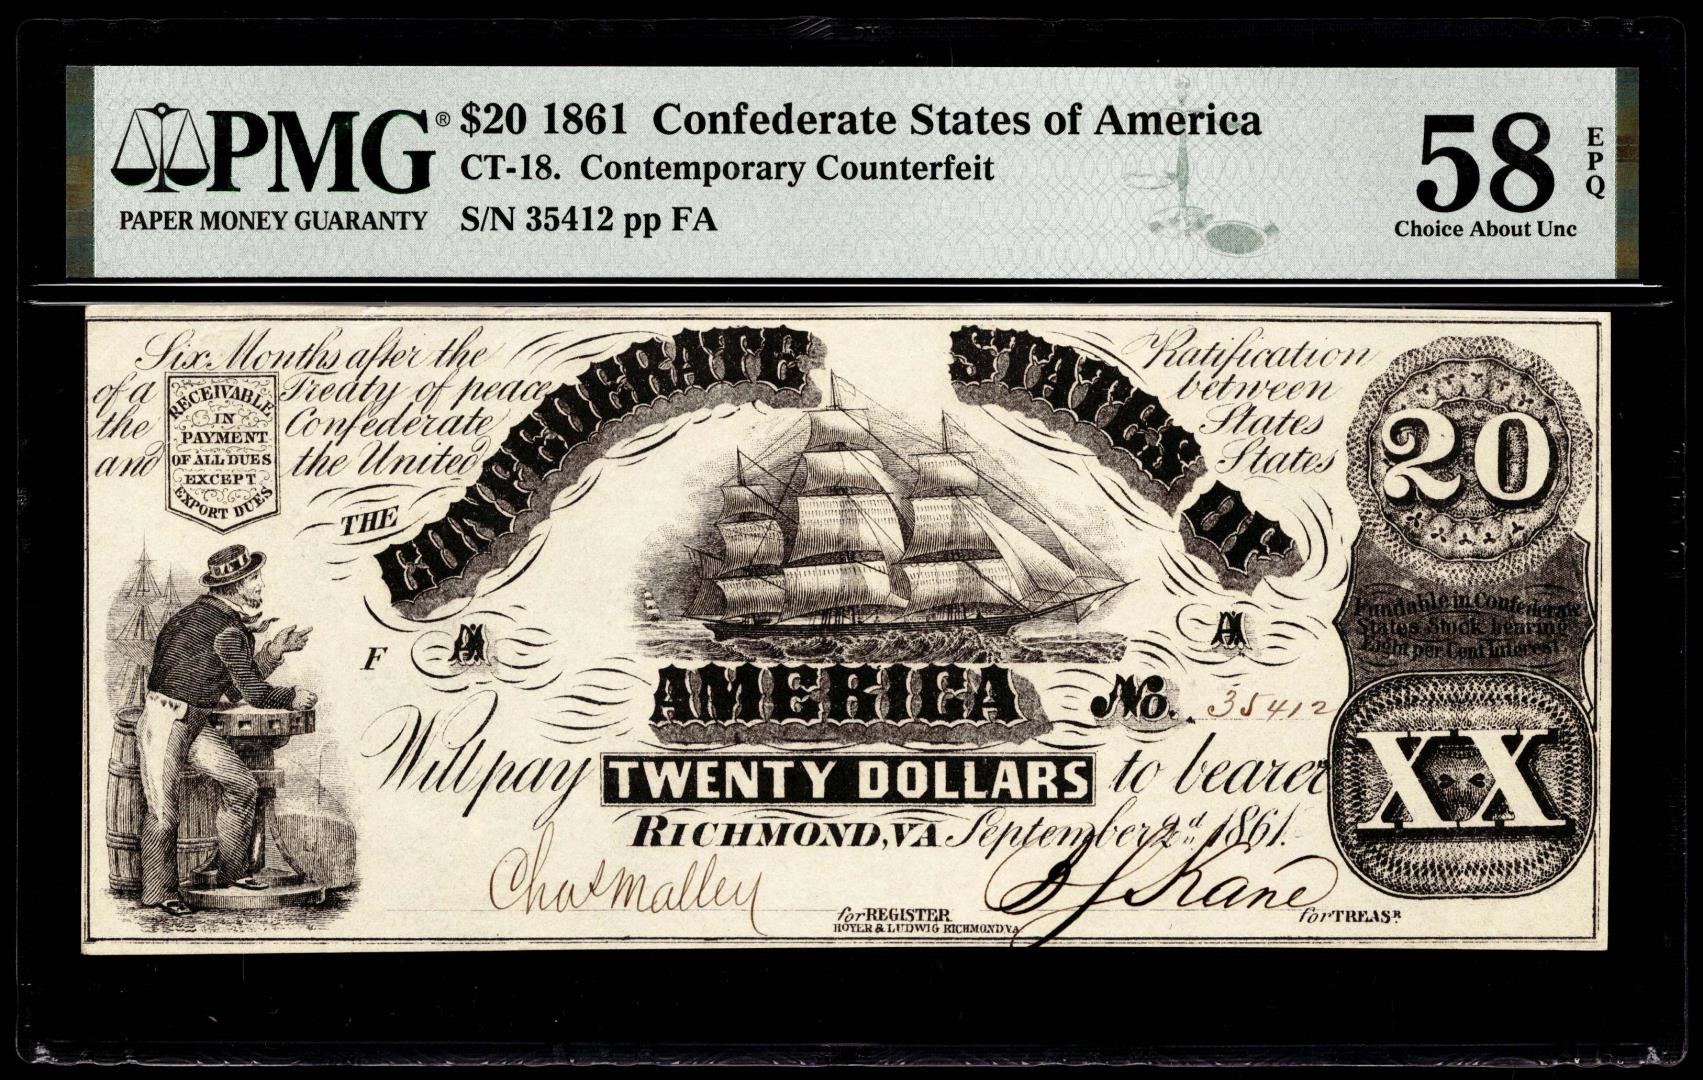 PMG®
PAPER MONEY GUARANTY
$20 1861 Confederate States of America
CT-18. Contemporary Counterfeit
S/N 35412 pp FA
58
EPQ
Choice About Unc
Six Months after the Ratification
of a Treaty of peace between
the Confederate States
and the United States
RECEIVABLE
IN
PAYMENT
OF ALL DUES
EXCEPT
EXPORT DUES
THE
CONFEDERATE STATES OF
AMERICA
20
Fundable in Confederate
States Stock bearing
Eight per Cent Interest
F A
A
No. 35412
XX
Will pay TWENTY DOLLARS to bearer
RICHMOND, VA September 2d 1861.
Chas Malley
B J Kane
for REGISTER
for TREASR
HOYER & LUDWIG RICHMOND VA